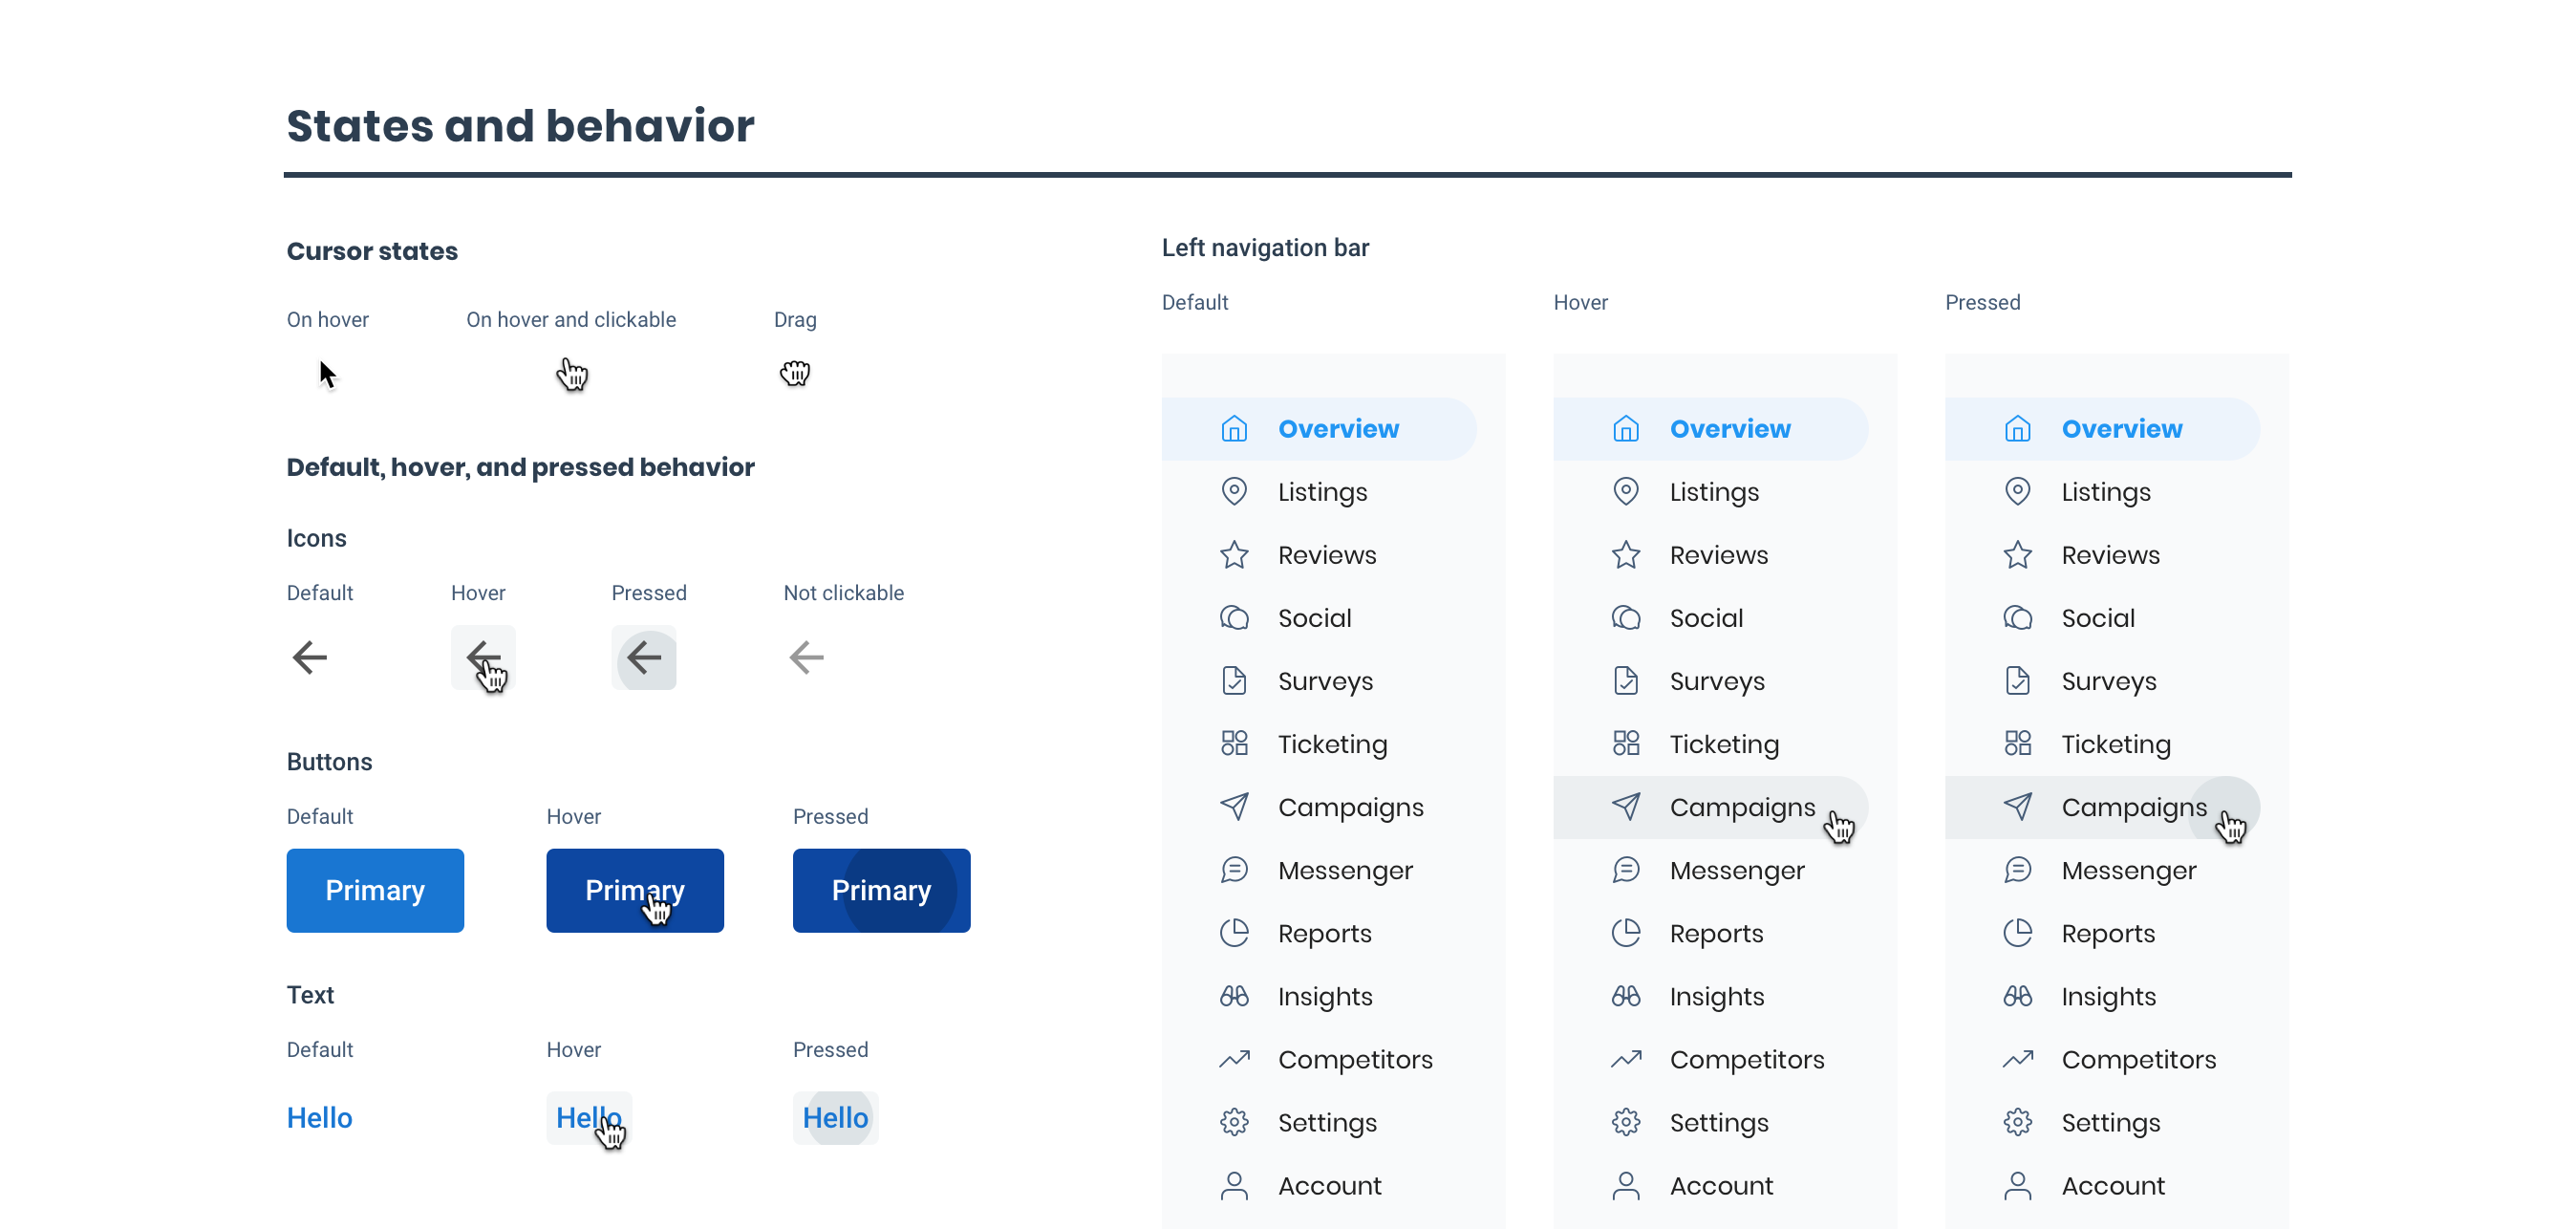 States and behavior
Cursor states
On hover
On hover and clickable
Drag
Default, hover, and pressed behavior
Icons
Default
Hover
Pressed
Not clickable
Buttons
Default
Hover
Pressed
Primary
Primary
Primary
Text
Default
Hover
Pressed
Hello
Hello
Hello
Left navigation bar
Default
Overview
Listings
Reviews
Social
Surveys
Ticketing
Campaigns
Messenger
Reports
Insights
Competitors
Settings
Account
Hover
Overview
Listings
Reviews
Social
Surveys
Ticketing
Campaigns
Messenger
Reports
Insights
Competitors
Settings
Account
Pressed
Overview
Listings
Reviews
Social
Surveys
Ticketing
Campaigns
Messenger
Reports
Insights
Competitors
Settings
Account